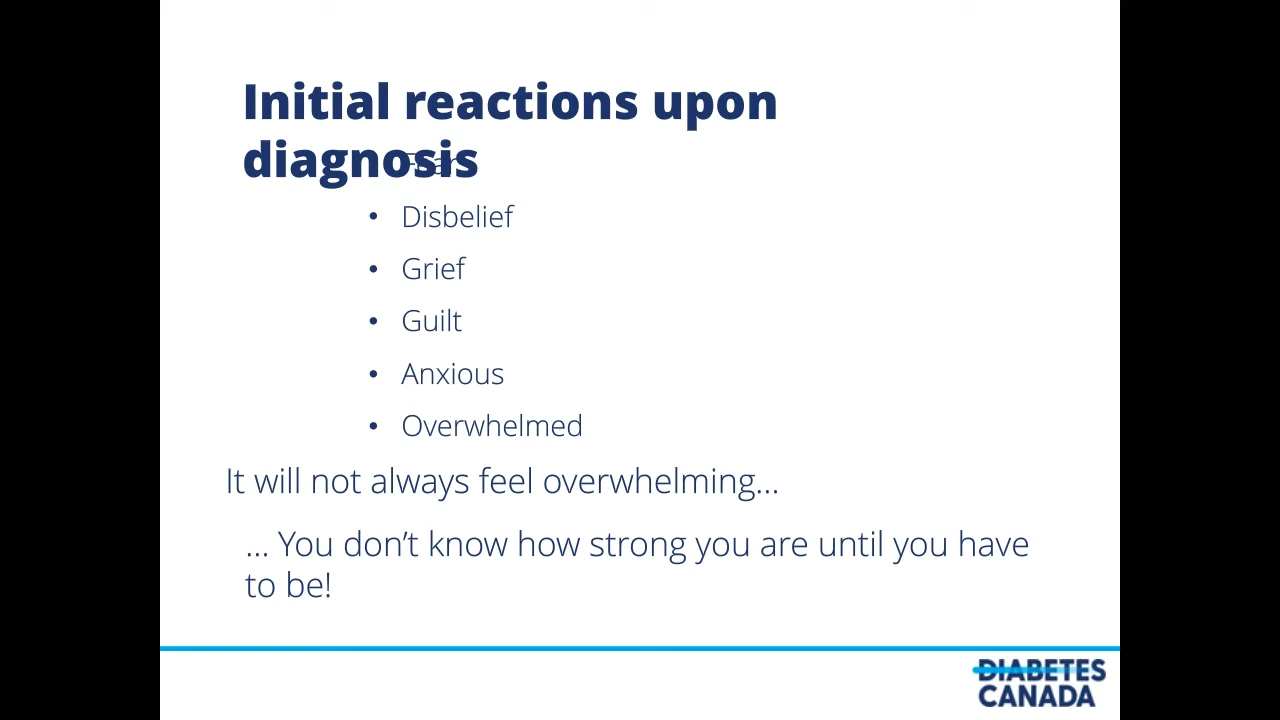 Initial reactions upon
diagnosis
• Disbelief
• Grief
• Guilt
• Anxious
• Overwhelmed
It will not always feel overwhelming...
... You don’t know how strong you are until you have
to be!
DIABETES
CANADA